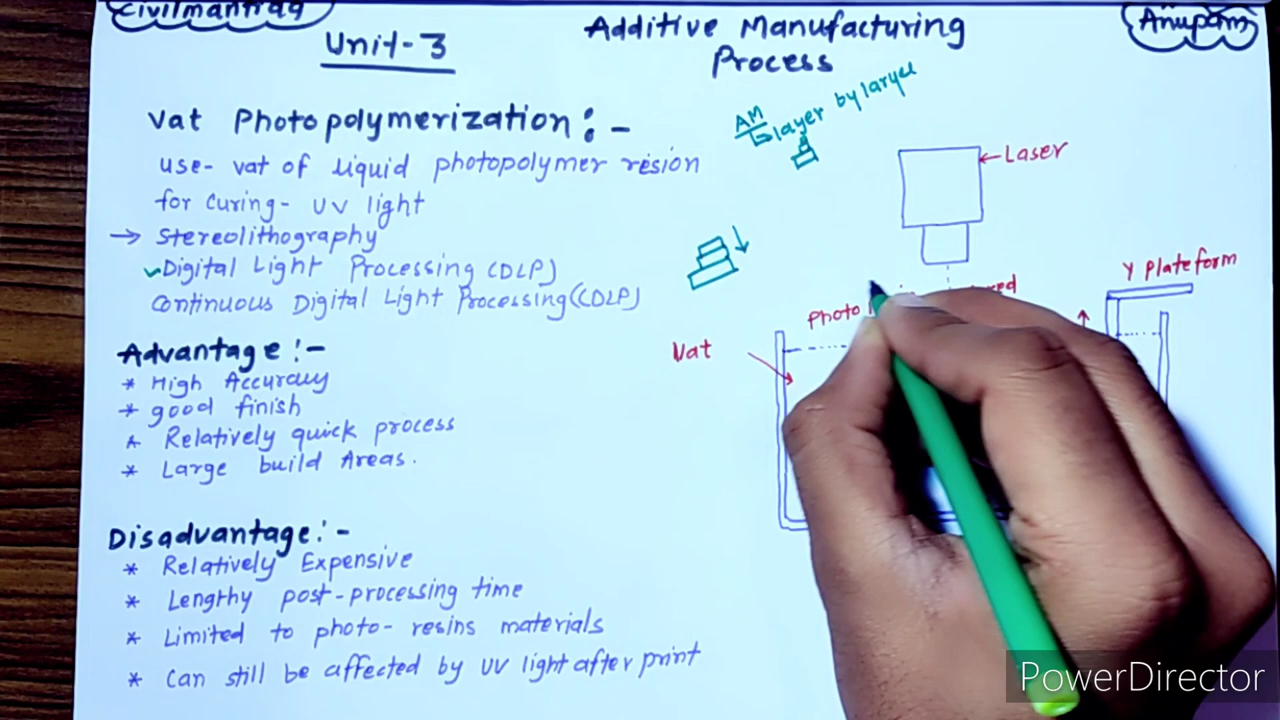 Civilmantraa
Anupam
Unit-3
Additive Manufacturing
Process
AM
layer by laryer
Vat Photopolymerization:-
use- vat of liquid photopolymer resion
for curing- UV light
→ Stereolithography
Digital Light Processing (DLP)
Continuous Digital Light Processing (CDLP)
Laser
Y Plateform
Photo
Vat
Advantage:-
* High Accuracy
* good finish
* Relatively quick process
* Large build Areas.
Disadvantage:-
* Relatively Expensive
* Lengthy post-processing time
* Limited to photo- resins materials
* Can still be affected by UV light after print
PowerDirector